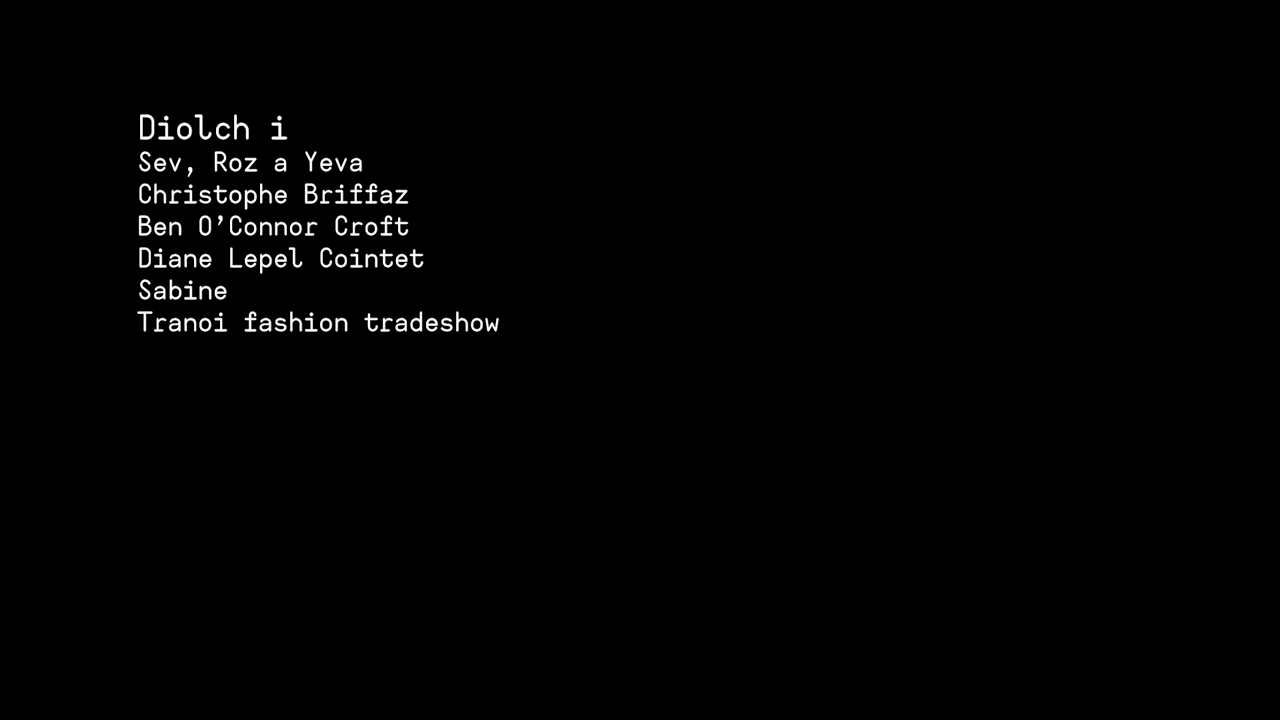 Diolch i
Sev, Roz a Yeva
Christophe Briffaz
Ben O’Connor Croft
Diane Lepel Cointet
Sabine
Tranoi fashion tradeshow